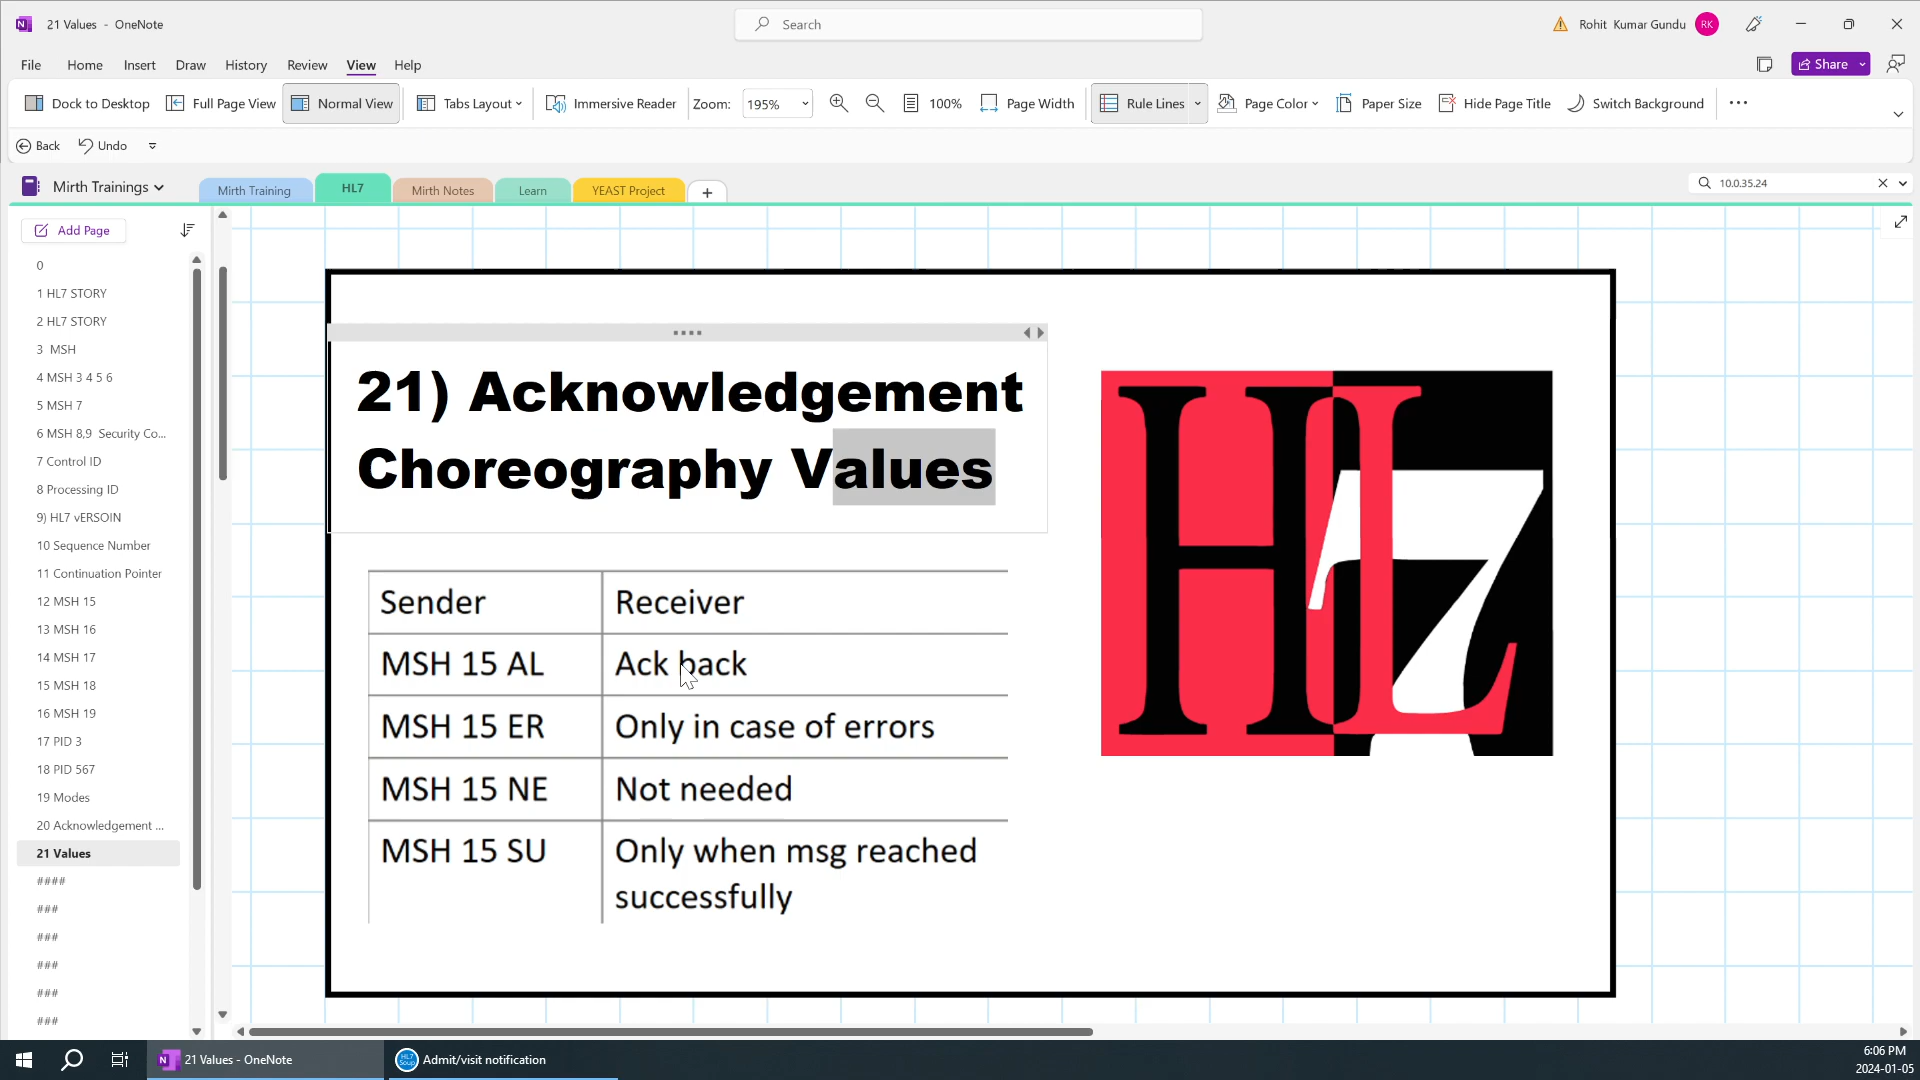 21 Values - OneNote
Search
Rohit Kumar Gundu
RK
File Home Insert Draw History Review View Help
Share
Dock to Desktop Full Page View Normal View Tabs Layout Immersive Reader Zoom: 195% 100% Page Width Rule Lines Page Color Paper Size Hide Page Title Switch Background
Back Undo
Mirth Trainings
Mirth Training HL7 Mirth Notes Learn YEAST Project
10.0.35.24
Add Page
0
1 HL7 STORY
2 HL7 STORY
3 MSH
4 MSH 3 4 5 6
5 MSH 7
6 MSH 8,9 Security Co...
7 Control ID
8 Processing ID
9) HL7 vERSOIN
10 Sequence Number
11 Continuation Pointer
12 MSH 15
13 MSH 16
14 MSH 17
15 MSH 18
16 MSH 19
17 PID 3
18 PID 567
19 Modes
20 Acknowledgement ...
21 Values
####
###
###
###
###
###
21) Acknowledgement
Choreography Values
Sender Receiver
MSH 15 AL Ack back
MSH 15 ER Only in case of errors
MSH 15 NE Not needed
MSH 15 SU Only when msg reached
successfully
HL7
21 Values - OneNote
HL7
Soup
Admit/visit notification
6:06 PM
2024-01-05